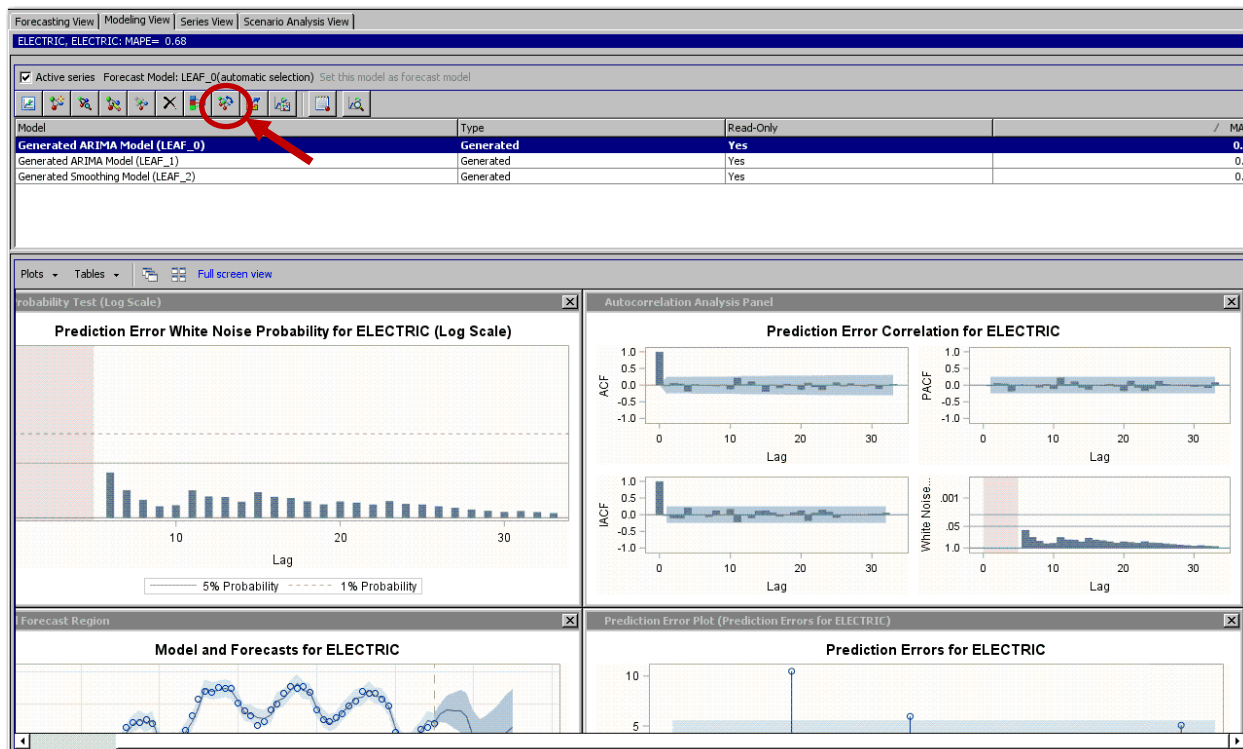 Forecasting View Modeling View Series View Scenario Analysis View
ELECTRIC, ELECTRIC: MAPE= 0.68
Active series Forecast Model: LEAF_0(automatic selection) Set this model as forecast model
Model Type Read-Only / MA
Generated ARIMA Model (LEAF_0) Generated Yes 0.
Generated ARIMA Model (LEAF_1) Generated Yes 0.
Generated Smoothing Model (LEAF_2) Generated Yes 0.
Plots Tables Full screen view
robability Test (Log Scale)
Prediction Error White Noise Probability for ELECTRIC (Log Scale)
10 20 30
Lag
5% Probability 1% Probability
Autocorrelation Analysis Panel
Prediction Error Correlation for ELECTRIC
ACF
1.0
0.5
0.0
-0.5
-1.0
0 10 20 30
Lag
PACF
1.0
0.5
0.0
-0.5
-1.0
0 10 20 30
Lag
IACF
1.0
0.5
0.0
-0.5
-1.0
0 10 20 30
Lag
White Noise...
.001
.05
1.0
0 10 20 30
Lag
l Forecast Region
Model and Forecasts for ELECTRIC
Prediction Error Plot (Prediction Errors for ELECTRIC)
Prediction Errors for ELECTRIC
10
5